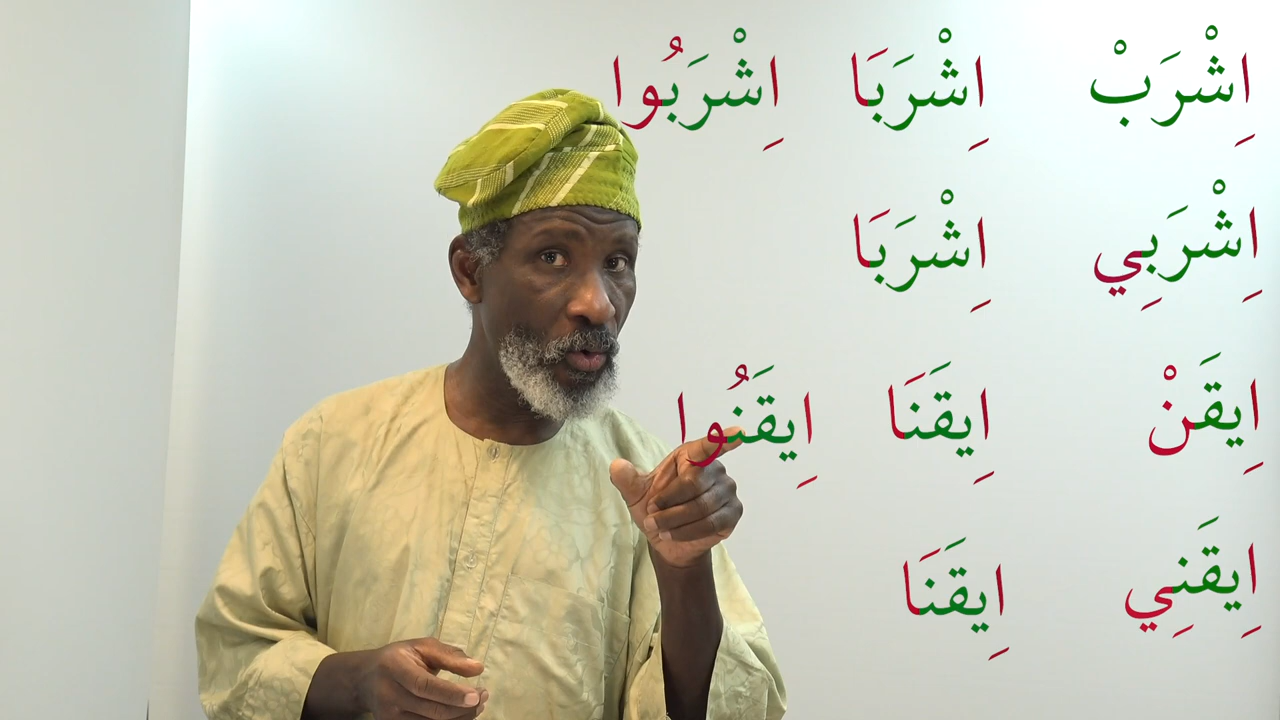 اِشْرَبْ اِشْرَبَا اِشْرَبُوا
اِشْرَبِي اِشْرَبَا
اِيقَنْ اِيقَنَا اِيقَنُوا
اِيقَنِي اِيقَنَا